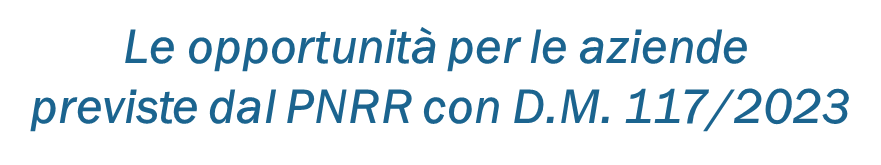 Le opportunità per le aziende
previste dal PNRR con D.M. 117/2023